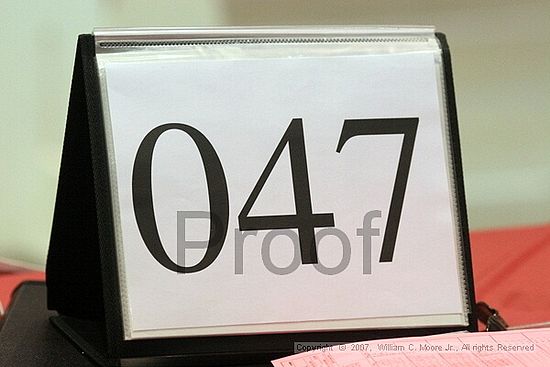 047
Proof
Copyright © 2007, William C. Moore Jr., All rights Reserved